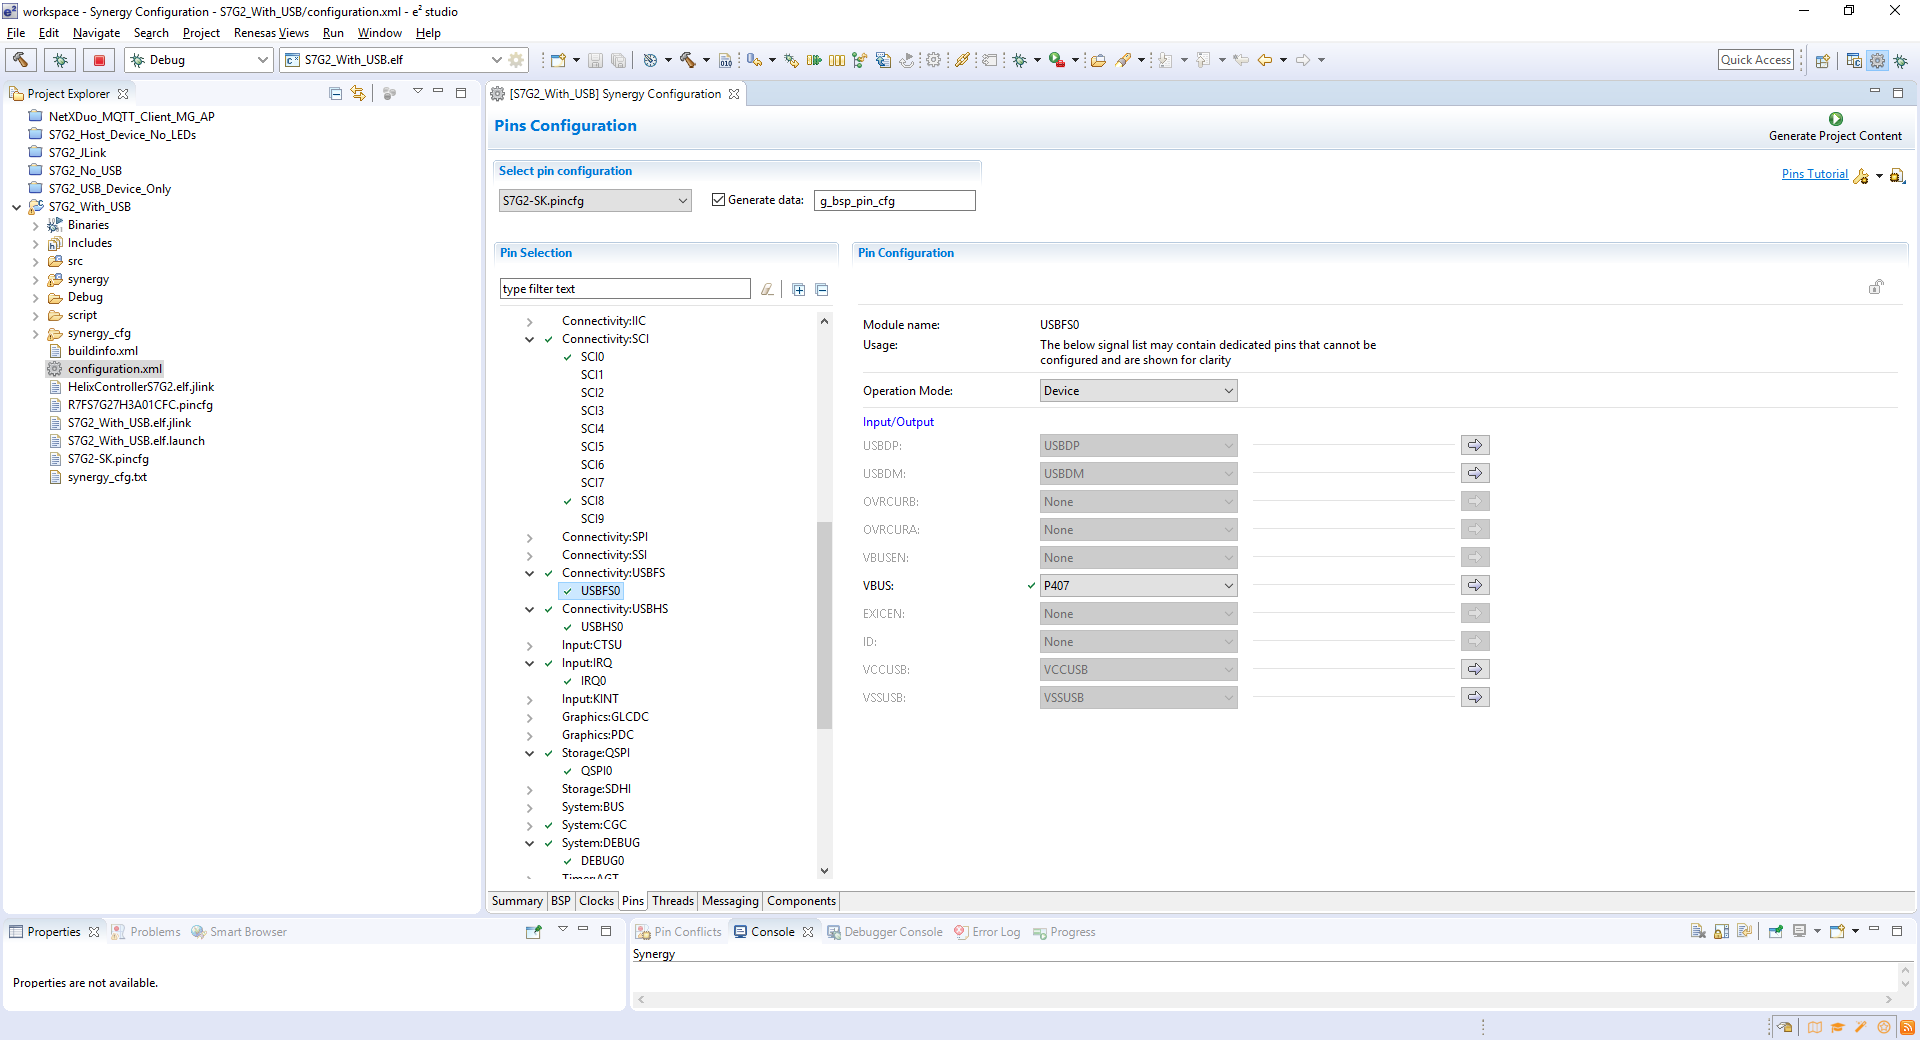 workspace - Synergy Configuration - S7G2_With_USB/configuration.xml - e² studio
File Edit Navigate Search Project Renesas Views Run Window Help
Debug
S7G2_With_USB.elf
Quick Access
Project Explorer
NetXDuo_MQTT_Client_MG_AP
S7G2_Host_Device_No_LEDs
S7G2_JLink
S7G2_No_USB
S7G2_USB_Device_Only
S7G2_With_USB
Binaries
Includes
src
synergy
Debug
script
synergy_cfg
buildinfo.xml
configuration.xml
HelixControllerS7G2.elf.jlink
R7FS7G27H3A01CFC.pincfg
S7G2_With_USB.elf.jlink
S7G2_With_USB.elf.launch
S7G2-SK.pincfg
synergy_cfg.txt
[S7G2_With_USB] Synergy Configuration
Pins Configuration
Generate Project Content
Select pin configuration
Pins Tutorial
S7G2-SK.pincfg
Generate data:
g_bsp_pin_cfg
Pin Selection
type filter text
Connectivity:IIC
Connectivity:SCI
SCI0
SCI1
SCI2
SCI3
SCI4
SCI5
SCI6
SCI7
SCI8
SCI9
Connectivity:SPI
Connectivity:SSI
Connectivity:USBFS
USBFS0
Connectivity:USBHS
USBHS0
Input:CTSU
Input:IRQ
IRQ0
Input:KINT
Graphics:GLCDC
Graphics:PDC
Storage:QSPI
QSPI0
Storage:SDHI
System:BUS
System:CGC
System:DEBUG
DEBUG0
Timer:AGT
Pin Configuration
Module name: USBFS0
Usage: The below signal list may contain dedicated pins that cannot be
configured and are shown for clarity
Operation Mode: Device
Input/Output
USBDP: USBDP
USBDM: USBDM
OVRCURB: None
OVRCURA: None
VBUSEN: None
VBUS: P407
EXICEN: None
ID: None
VCCUSB: VCCUSB
VSSUSB: VSSUSB
Summary BSP Clocks Pins Threads Messaging Components
Properties Problems Smart Browser
Properties are not available.
Pin Conflicts Console Debugger Console Error Log Progress
Synergy